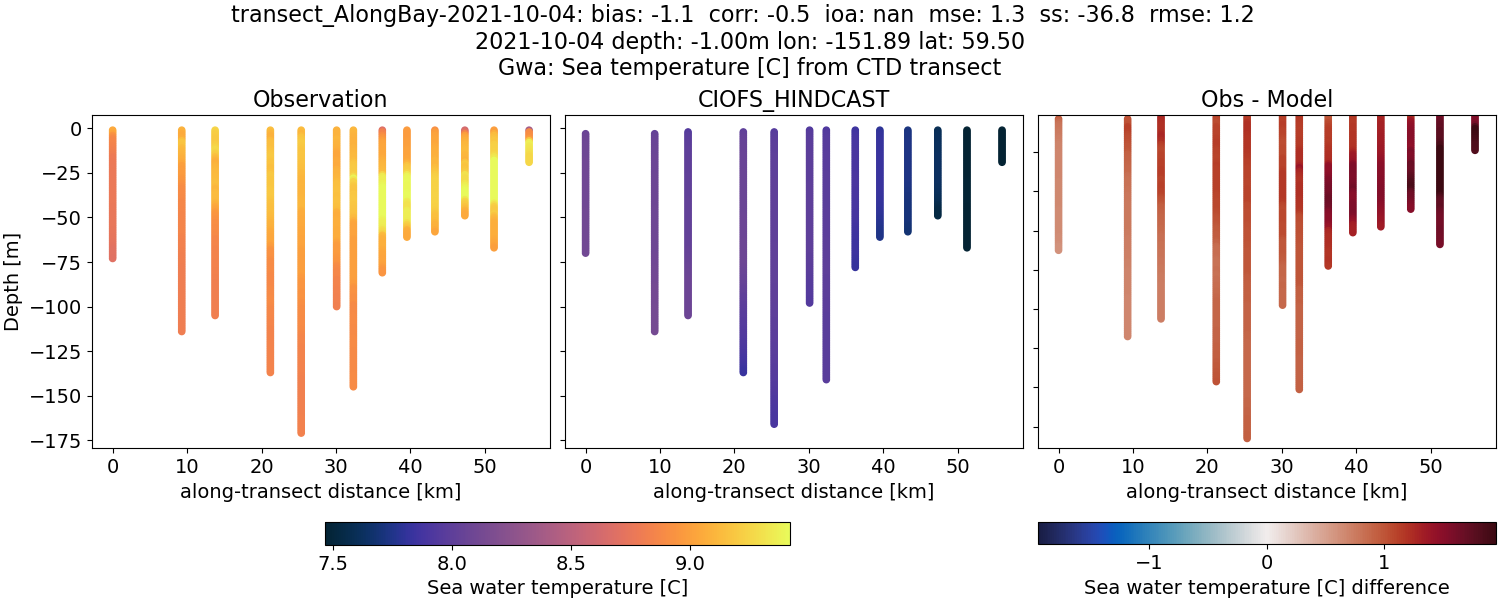 transect_AlongBay-2021-10-04: bias: -1.1  corr: -0.5  ioa: nan  mse: 1.3  ss: -36.8  rmse: 1.2
2021-10-04 depth: -1.00m lon: -151.89 lat: 59.50
Gwa: Sea temperature [C] from CTD transect
Observation
CIOFS_HINDCAST
Obs - Model
Depth [m]
0
−25
−50
−75
−100
−125
−150
−175
0 10 20 30 40 50
0 10 20 30 40 50
0 10 20 30 40 50
along-transect distance [km]
along-transect distance [km]
along-transect distance [km]
7.5 8.0 8.5 9.0
Sea water temperature [C]
−1 0 1
Sea water temperature [C] difference